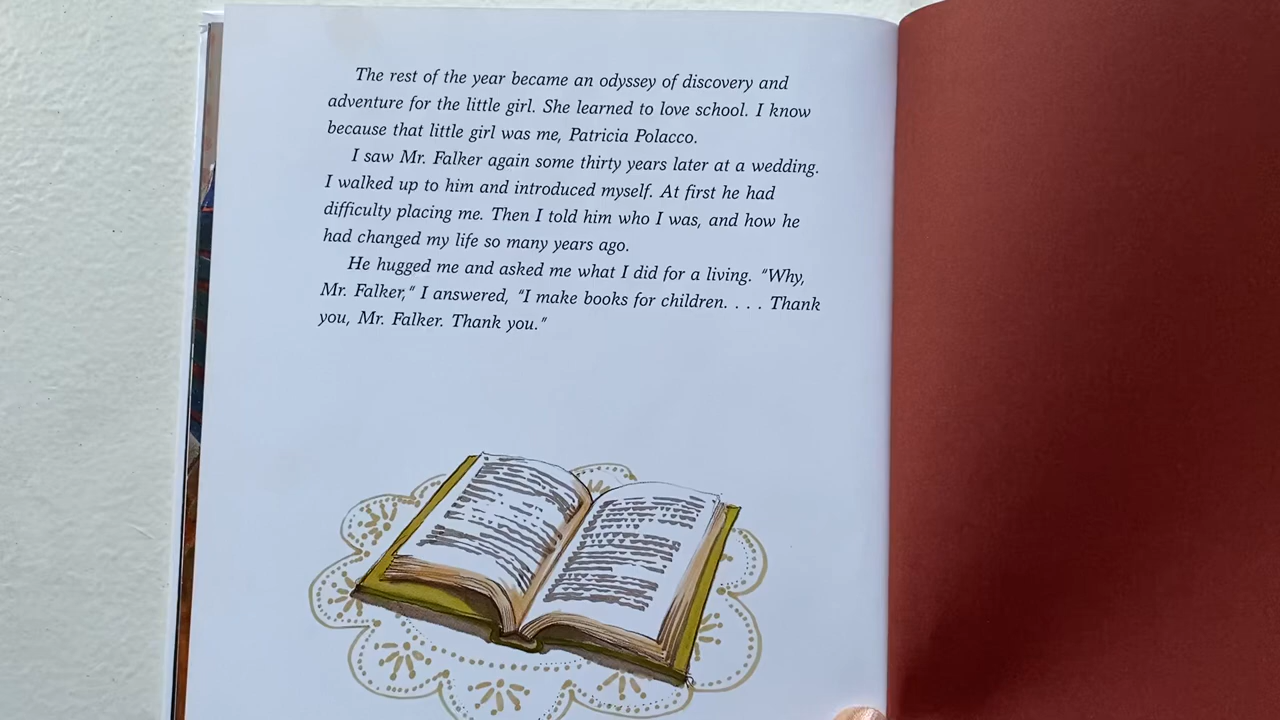 The rest of the year became an odyssey of discovery and
adventure for the little girl. She learned to love school. I know
because that little girl was me, Patricia Polacco.
I saw Mr. Falker again some thirty years later at a wedding.
I walked up to him and introduced myself. At first he had
difficulty placing me. Then I told him who I was, and how he
had changed my life so many years ago.
He hugged me and asked me what I did for a living. “Why,
Mr. Falker,” I answered, “I make books for children. . . . Thank
you, Mr. Falker. Thank you.”